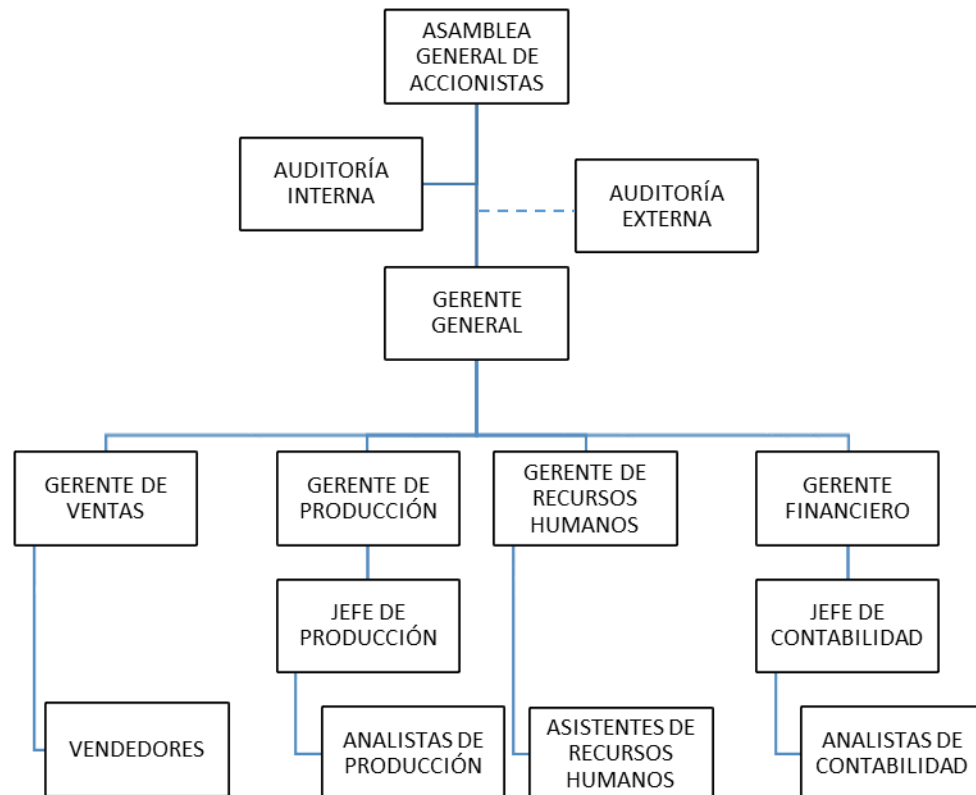 ASAMBLEA
GENERAL DE
ACCIONISTAS
AUDITORÍA
INTERNA
AUDITORÍA
EXTERNA
GERENTE
GENERAL
GERENTE DE
VENTAS
GERENTE DE
PRODUCCIÓN
GERENTE DE
RECURSOS
HUMANOS
GERENTE
FINANCIERO
JEFE DE
PRODUCCIÓN
JEFE DE
CONTABILIDAD
VENDEDORES
ANALISTAS DE
PRODUCCIÓN
ASISTENTES DE
RECURSOS
HUMANOS
ANALISTAS DE
CONTABILIDAD